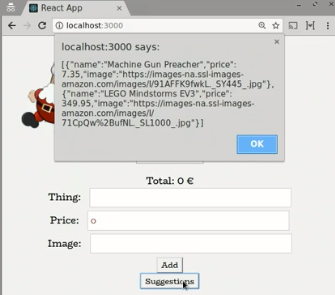 React App
localhost:3000
localhost:3000 says:
[{"name":"Machine Gun Preacher","price":
7.35,"image":"https://images-na.ssl-images-
amazon.com/images/I/91AFFK9fwkL._SY445_.jpg"},
{"name":"LEGO Mindstorms EV3","price":
349.95,"image":"https://images-na.ssl-images-
amazon.com/images/I/
71CpQw%2BufNL._SL1000_.jpg"}]
OK
Total: 0 €
Thing:
Price: 0
Image:
Add
Suggestions